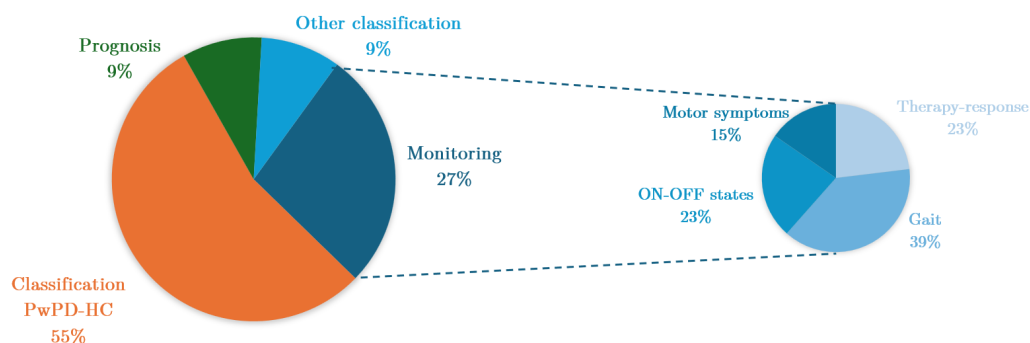 Other classification
9%
Prognosis
9%
Monitoring
27%
Classification
PwPD-HC
55%
Motor symptoms
15%
Therapy-response
23%
ON-OFF states
23%
Gait
39%